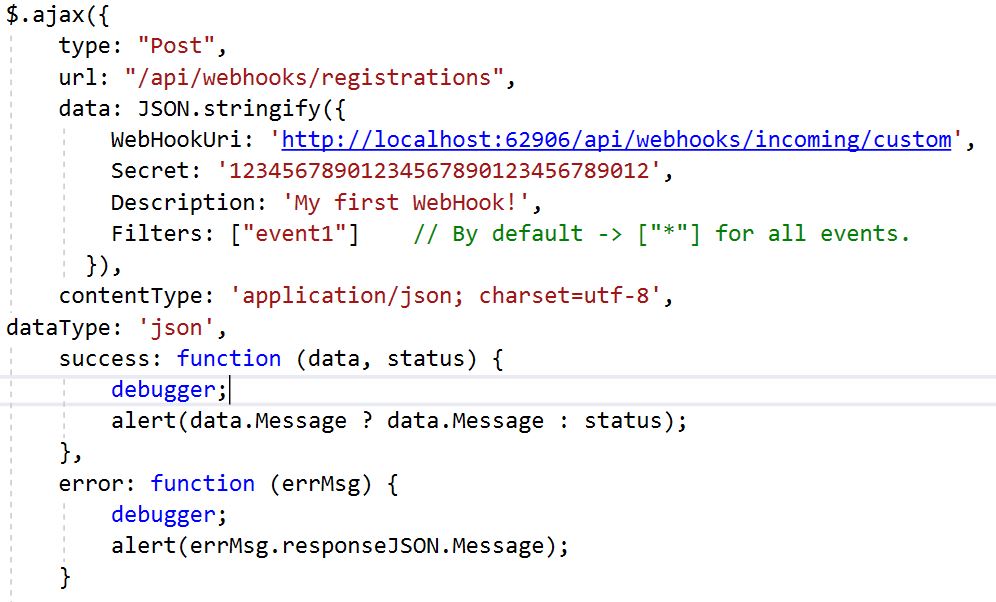 $.ajax({
type: "Post",
url: "/api/webhooks/registrations",
data: JSON.stringify({
WebHookUri: 'http://localhost:62906/api/webhooks/incoming/custom',
Secret: '12345678901234567890123456789012',
Description: 'My first WebHook!',
Filters: ["event1"]    // By default -> ["*"] for all events.
}),
contentType: 'application/json; charset=utf-8',
dataType: 'json',
success: function (data, status) {
debugger;
alert(data.Message ? data.Message : status);
},
error: function (errMsg) {
debugger;
alert(errMsg.responseJSON.Message);
}